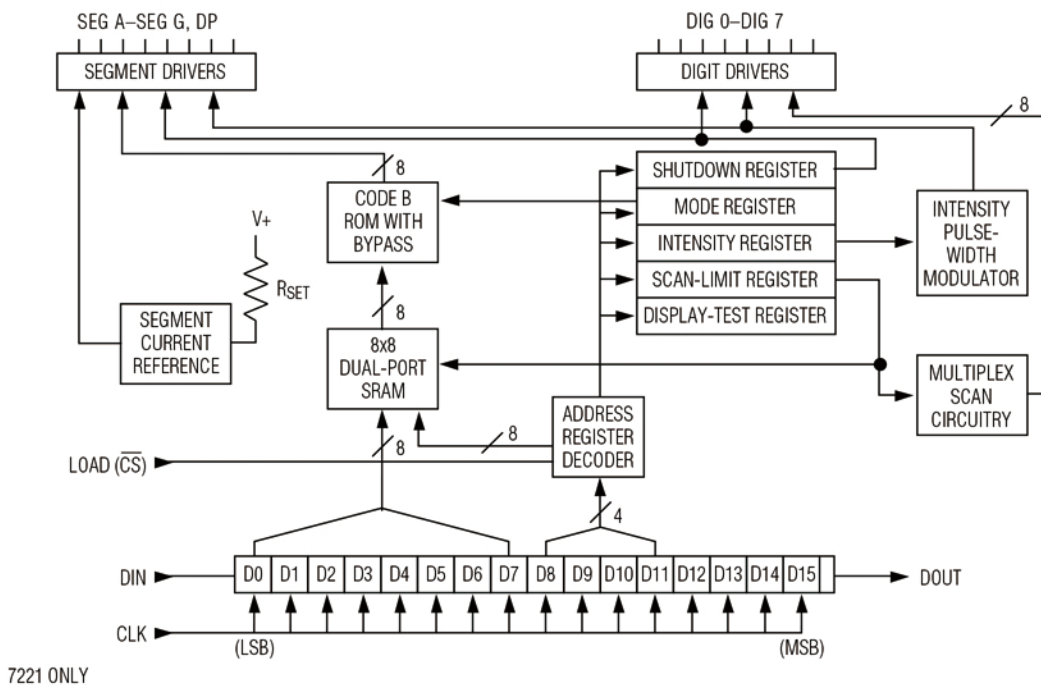 SEG A–SEG G, DP
DIG 0–DIG 7
SEGMENT DRIVERS
DIGIT DRIVERS
8
8
CODE B
ROM WITH
BYPASS
SHUTDOWN REGISTER
MODE REGISTER
INTENSITY REGISTER
SCAN-LIMIT REGISTER
DISPLAY-TEST REGISTER
INTENSITY
PULSE-
WIDTH
MODULATOR
V+
RSET
SEGMENT
CURRENT
REFERENCE
8
8x8
DUAL-PORT
SRAM
MULTIPLEX
SCAN
CIRCUITRY
ADDRESS
REGISTER
DECODER
8
8
LOAD (C̅S̅)
4
DIN
D0 D1 D2 D3 D4 D5 D6 D7 D8 D9 D10 D11 D12 D13 D14 D15
DOUT
CLK
(LSB)
(MSB)
7221 ONLY